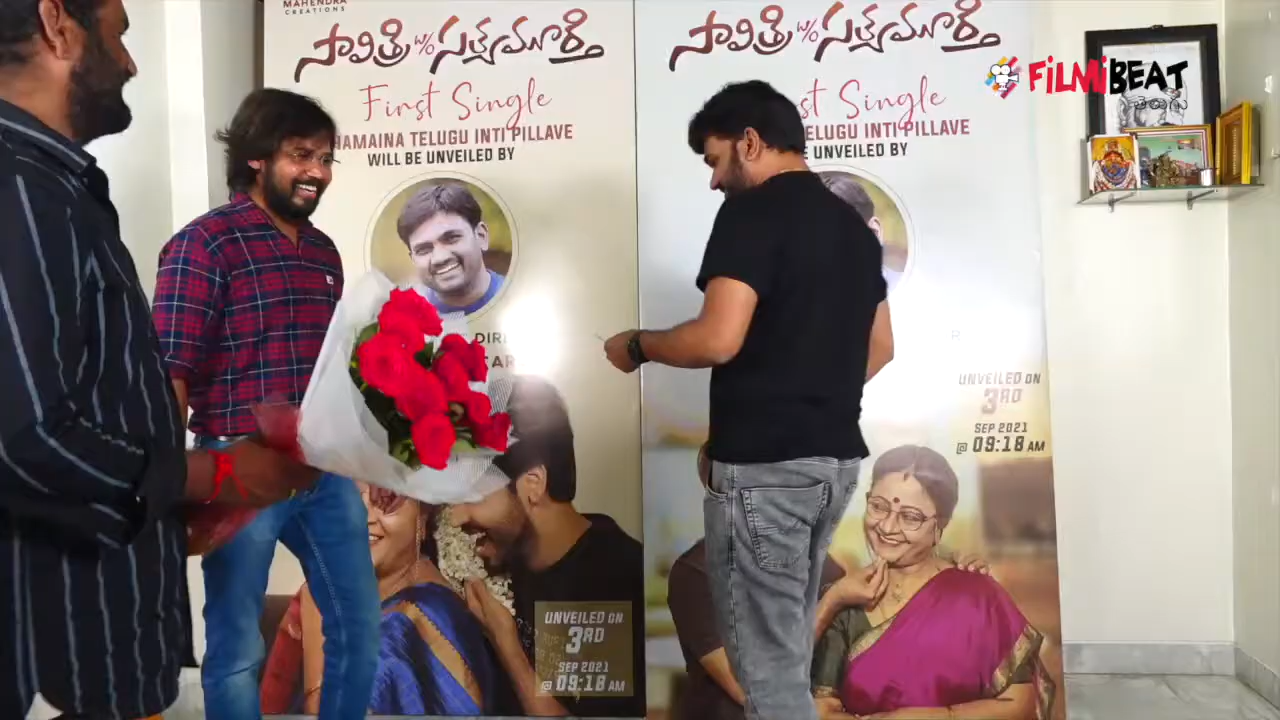 MAHENDRA
CREATIONS
సావిత్రి w/o సత్యమూర్తి
First Single
HAMAINA TELUGU INTI PILLAVE
WILL BE UNVEILED BY
UNVEILED ON
3RD
SEP 2021
@ 09:18 AM
సావిత్రి w/o సత్యమూర్తి
Single
TELUGU INTI PILLAVE
UNVEILED BY
UNVEILED ON
3RD
SEP 2021
@ 09:18 AM
FILMIBEAT
తెలుగు